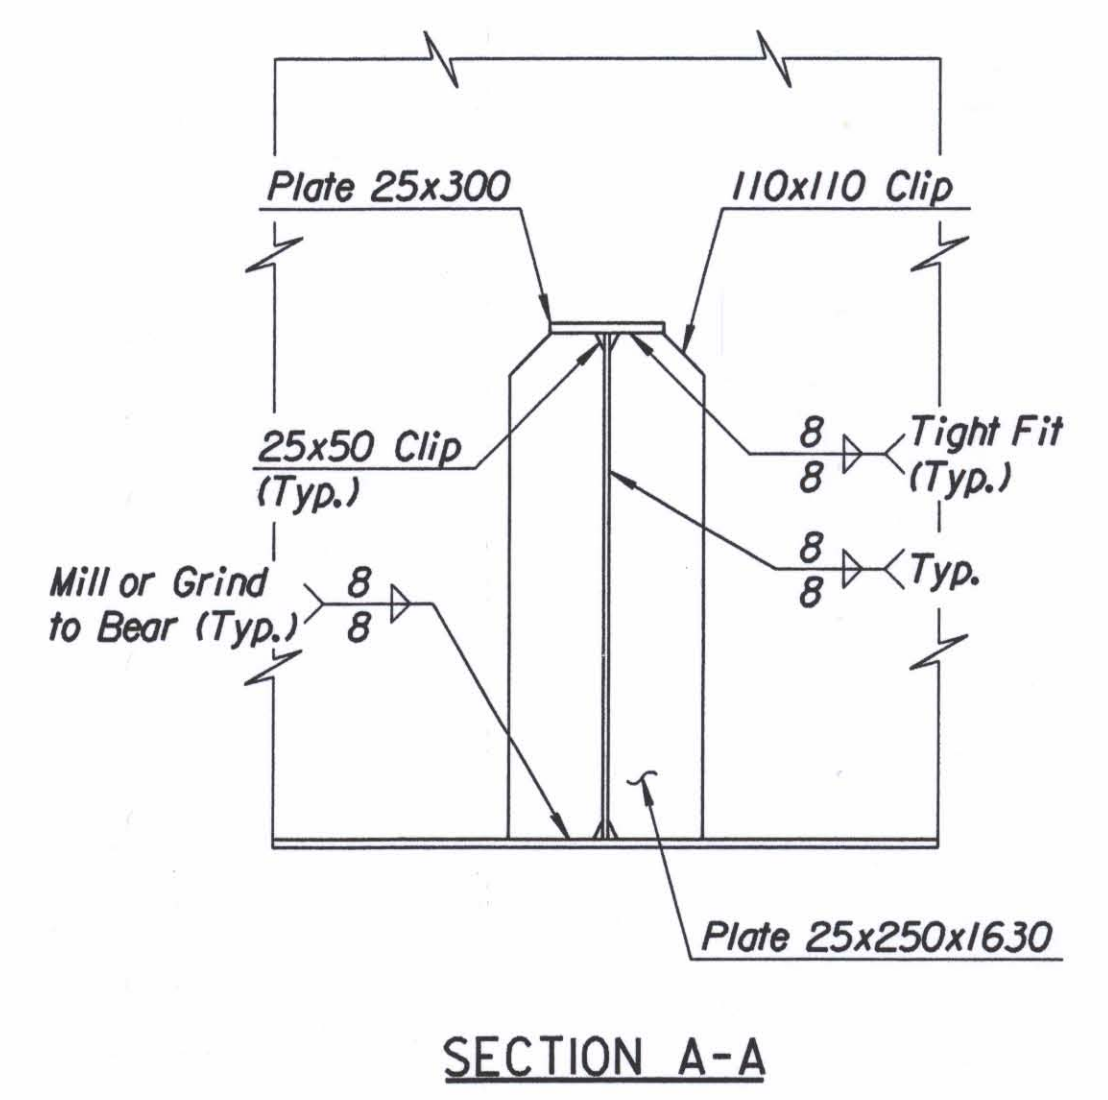 Plate 25x300
110x110 Clip
25x50 Clip
(Typ.)
8
8
Tight Fit
(Typ.)
8
8
Typ.
Mill or Grind
to Bear (Typ.)
8
8
Plate 25x250x1630
SECTION A-A